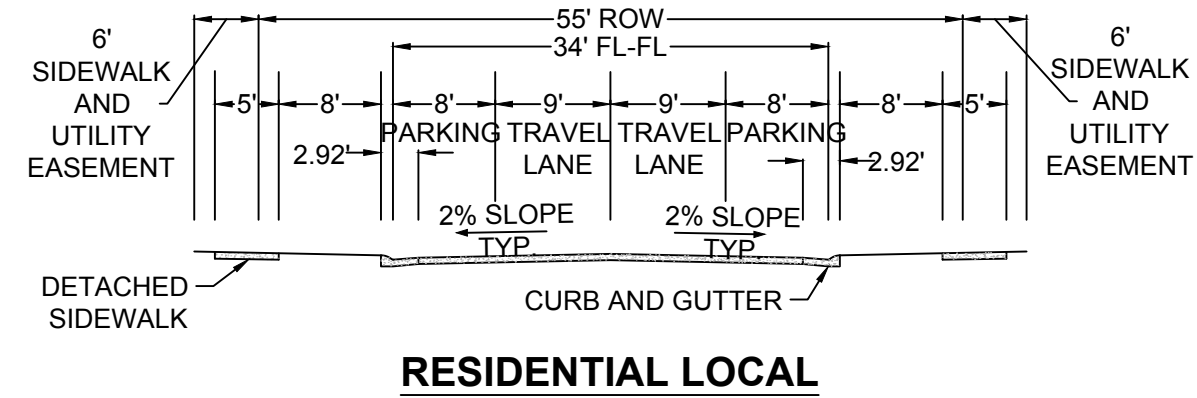 55' ROW
34' FL-FL
6'
SIDEWALK
AND
UTILITY
EASEMENT
6'
SIDEWALK
AND
UTILITY
EASEMENT
5' 8' 8' 9' 9' 8' 8' 5'
PARKING TRAVEL TRAVEL PARKING
LANE LANE
2.92' 2.92'
2% SLOPE 2% SLOPE
TYP. TYP.
DETACHED
SIDEWALK
CURB AND GUTTER
RESIDENTIAL LOCAL